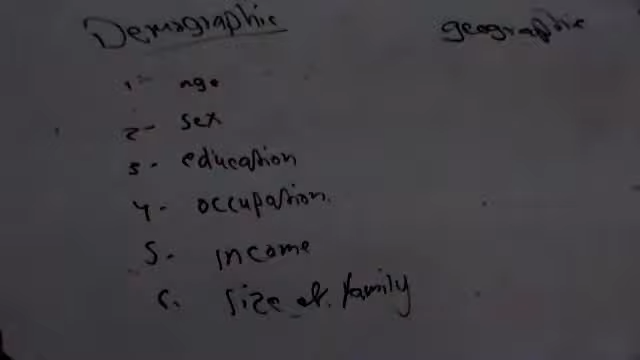 Demographic
geographic
1- age
2- sex
3- education
4- occupation.
5. income
6. size of family